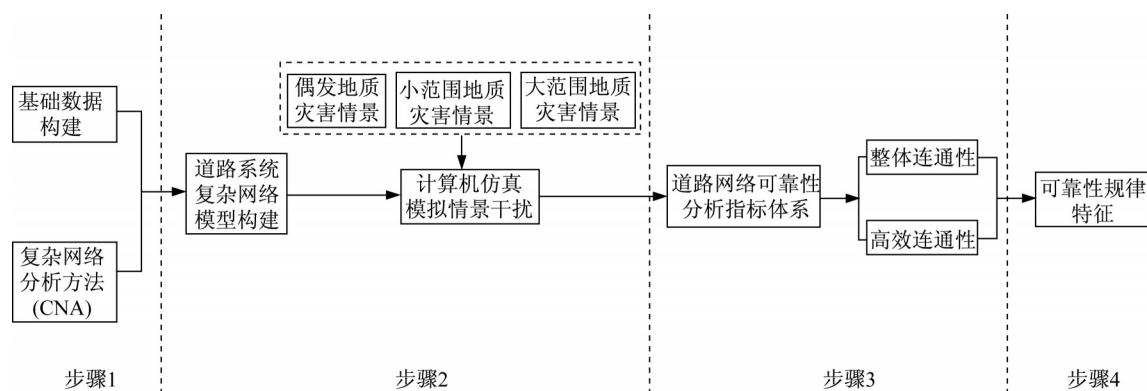 基础数据
构建
复杂网络
分析方法
(CNA)
步骤1
偶发地质
灾害情景
小范围地质
灾害情景
大范围地质
灾害情景
道路系统
复杂网络
模型构建
计算机仿真
模拟情景干扰
步骤2
道路网络可靠性
分析指标体系
整体连通性
高效连通性
步骤3
可靠性规律
特征
步骤4